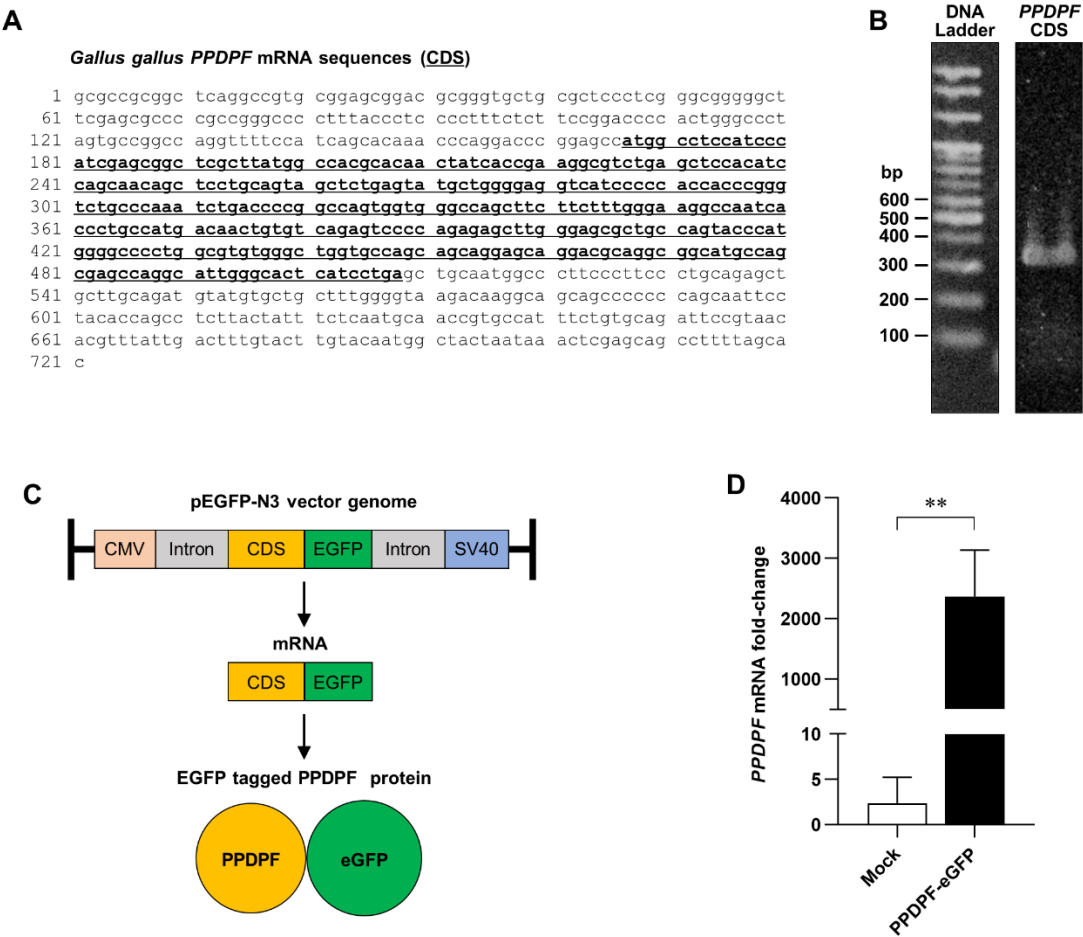 A
Gallus gallus PPDPF mRNA sequences (CDS)
1 gcgccgcggc tcaggccgtg cggagcggac gcgggtgctg cgctccctcg ggcgggggct
61 tcgagcgccc cgccgggccc ctttaccctc cccttctctt tccggacccc actgggccct
121 agtgccggcc aggttttcca tcagcacaac cccaggaccc ggagccatgg cctccatccc
181 atcgagcggc tcgcttatgg ccacgcacaa ctatcaccga aggcgtctga gctccacatc
241 cagcaacagc tcctgcagta gctctgagta tgctggggag gtcatccccc accacccggg
301 tctgcccaaa tctgaccccg gccagtggtg ggccagcttc ttctttggga aggccaatca
361 ccctgccatg acaactgtgt cagagtcccc agagagcttg ggagcgctgc cagtacccat
421 ggggcccctg gcgtgtgggc tggtgccagc agcaggagca ggacgcaggc ggcatgccag
481 cgagccaggc attgggcact catcctgagc tgcaatggcc cttcccttcc ctgcagagct
541 gcttgcagat gtatgtgctg ctttggggta agacaaggca gcagcccccc cagcaattcc
601 tacaccagcc tcttactatt tctcaatgca accgtgccat ttctgtgcag attccgtaac
661 acgtttattg actttgtact tgtacaatgg ctactaataa actcgagcag ccttttagca
721 c
B
DNA Ladder
PPDPF CDS
bp
600
500
400
300
200
100
C
pEGFP-N3 vector genome
CMV Intron CDS EGFP Intron SV40
mRNA
CDS EGFP
EGFP tagged PPDPF protein
PPDPF eGFP
D
PPDPF mRNA fold-change
4000
3000
2000
1000
10
5
0
**
Mock
PPDPF-eGFP